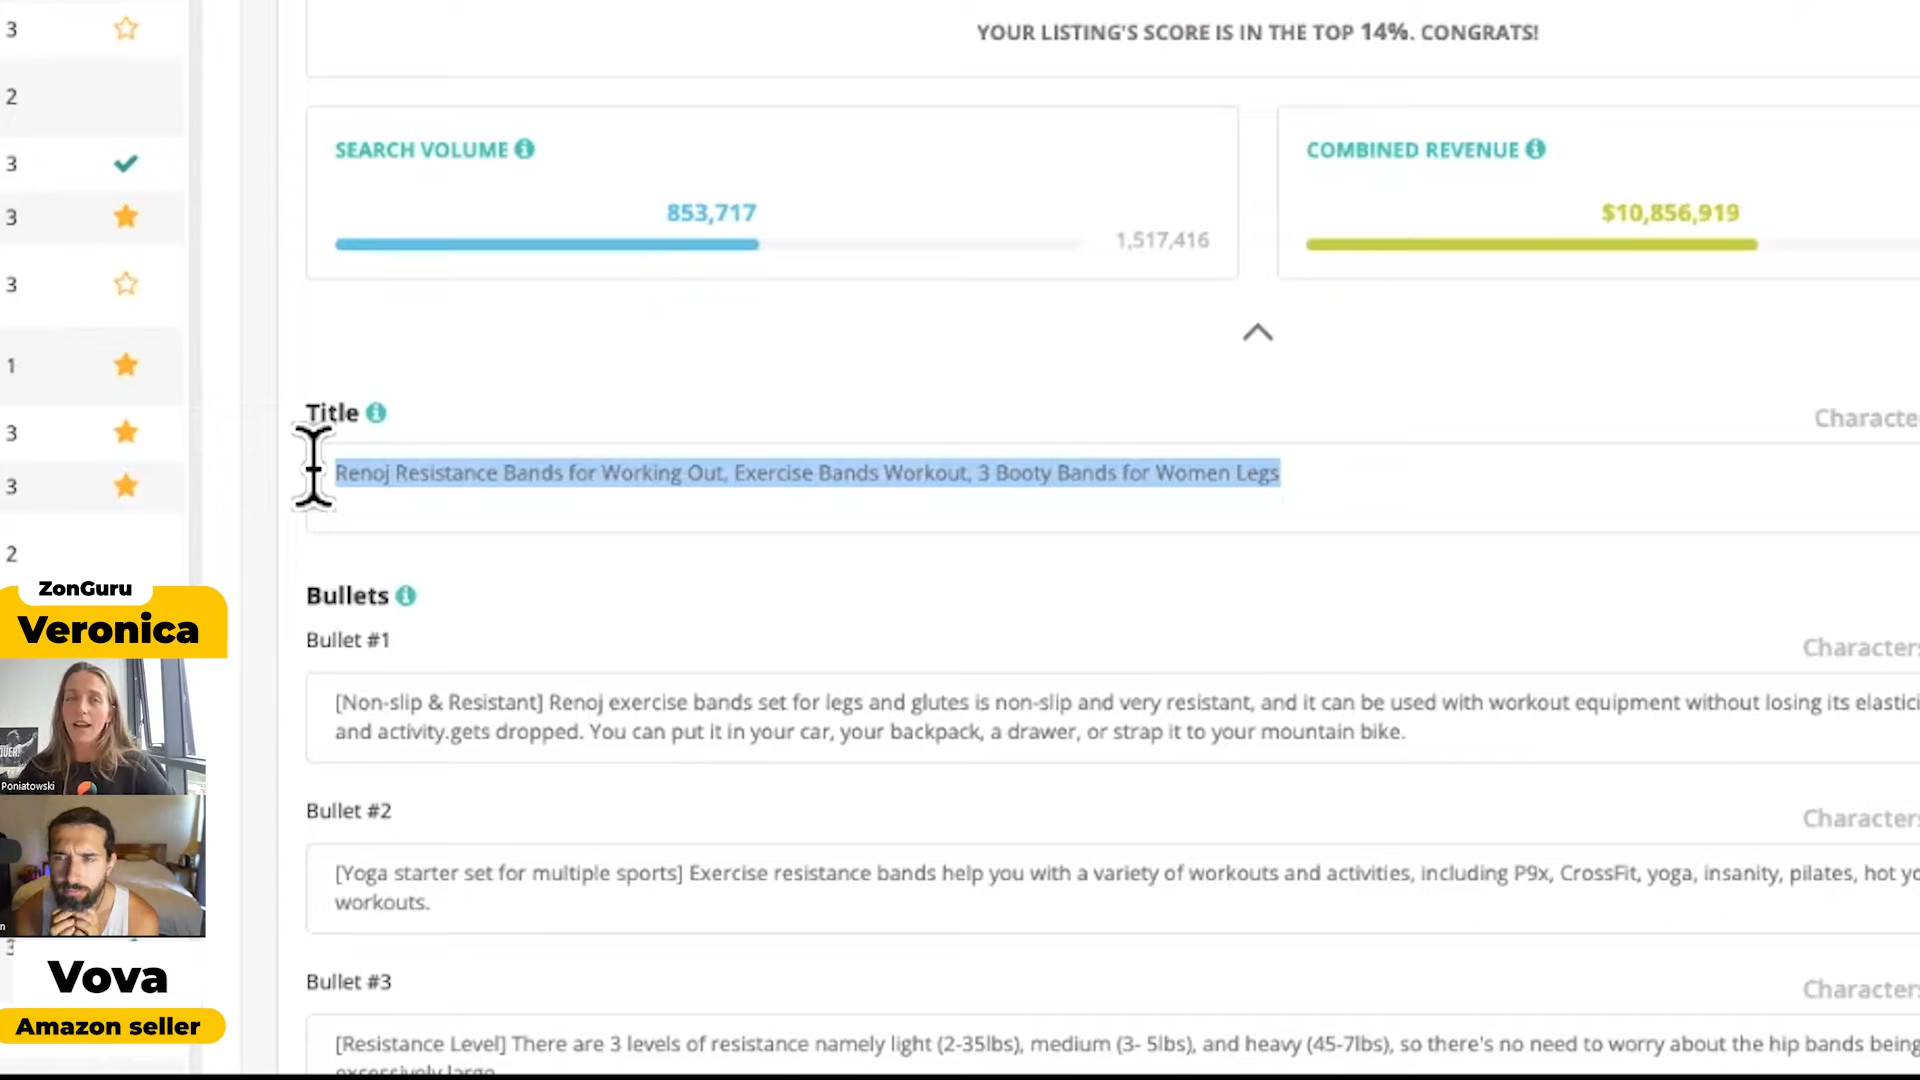 3
YOUR LISTING'S SCORE IS IN THE TOP 14%. CONGRATS!
2
3
SEARCH VOLUME
COMBINED REVENUE
3
853,717
$10,856,919
1,517,416
3
1
Title
Character
3
Renoj Resistance Bands for Working Out, Exercise Bands Workout, 3 Booty Bands for Women Legs
3
2
Bullets
Bullet #1
Characters
[Non-slip & Resistant] Renoj exercise bands set for legs and glutes is non-slip and very resistant, and it can be used with workout equipment without losing its elastici
and activity.gets dropped. You can put it in your car, your backpack, a drawer, or strap it to your mountain bike.
Bullet #2
Characters
[Yoga starter set for multiple sports] Exercise resistance bands help you with a variety of workouts and activities, including P9x, CrossFit, yoga, insanity, pilates, hot yo
workouts.
Bullet #3
Characters
[Resistance Level] There are 3 levels of resistance namely light (2-35lbs), medium (3- 5lbs), and heavy (45-7lbs), so there's no need to worry about the hip bands being
excessively large.
ZonGuru
Veronica
Poniatowski
n
Vova
Amazon seller